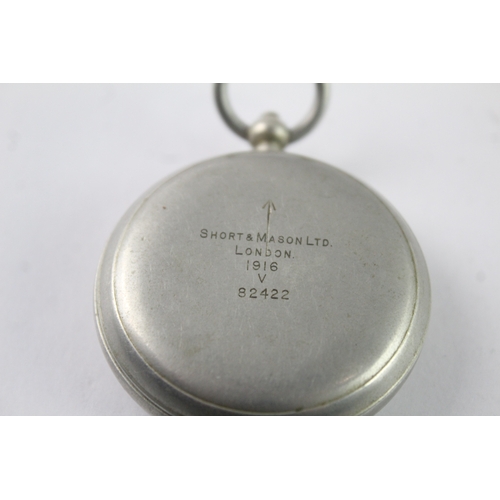 SHORT & MASON LTD.
LONDON.
1916
V
82422